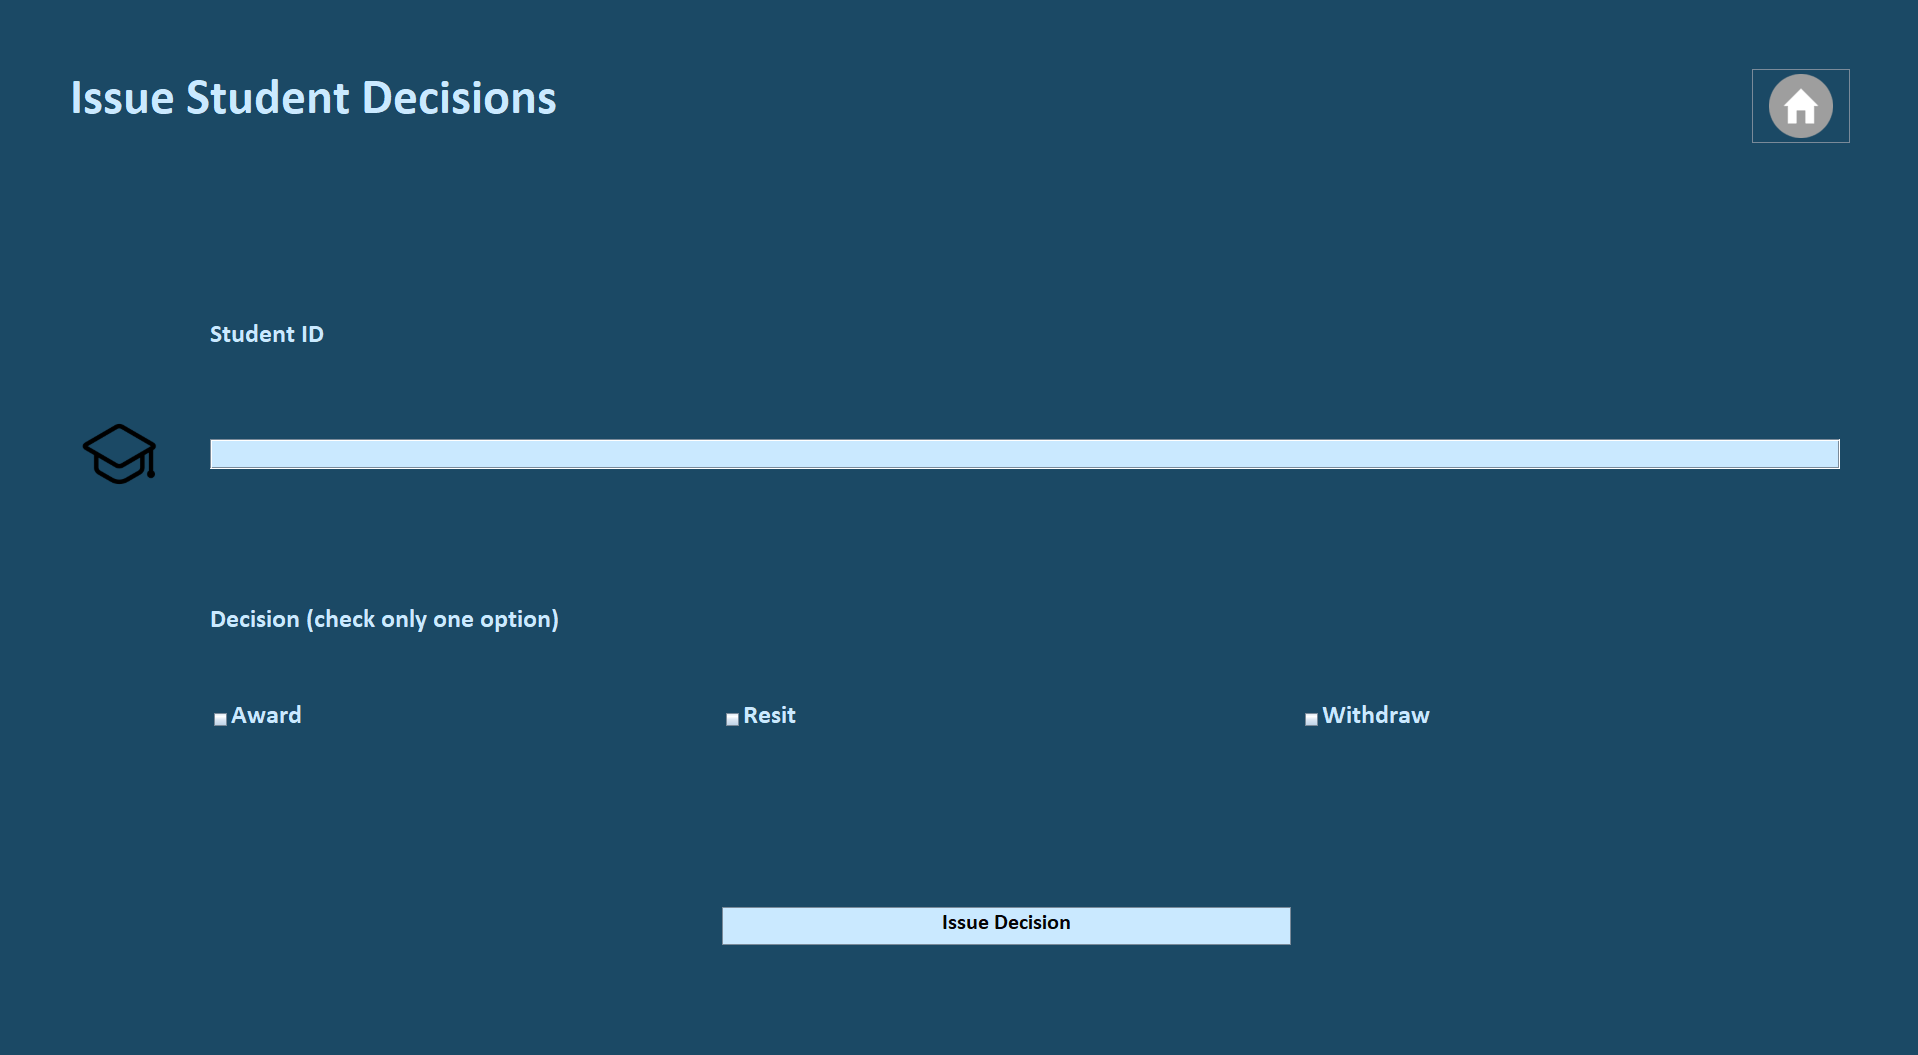 Issue Student Decisions
Student ID
Decision (check only one option)
Award
Resit
Withdraw
Issue Decision